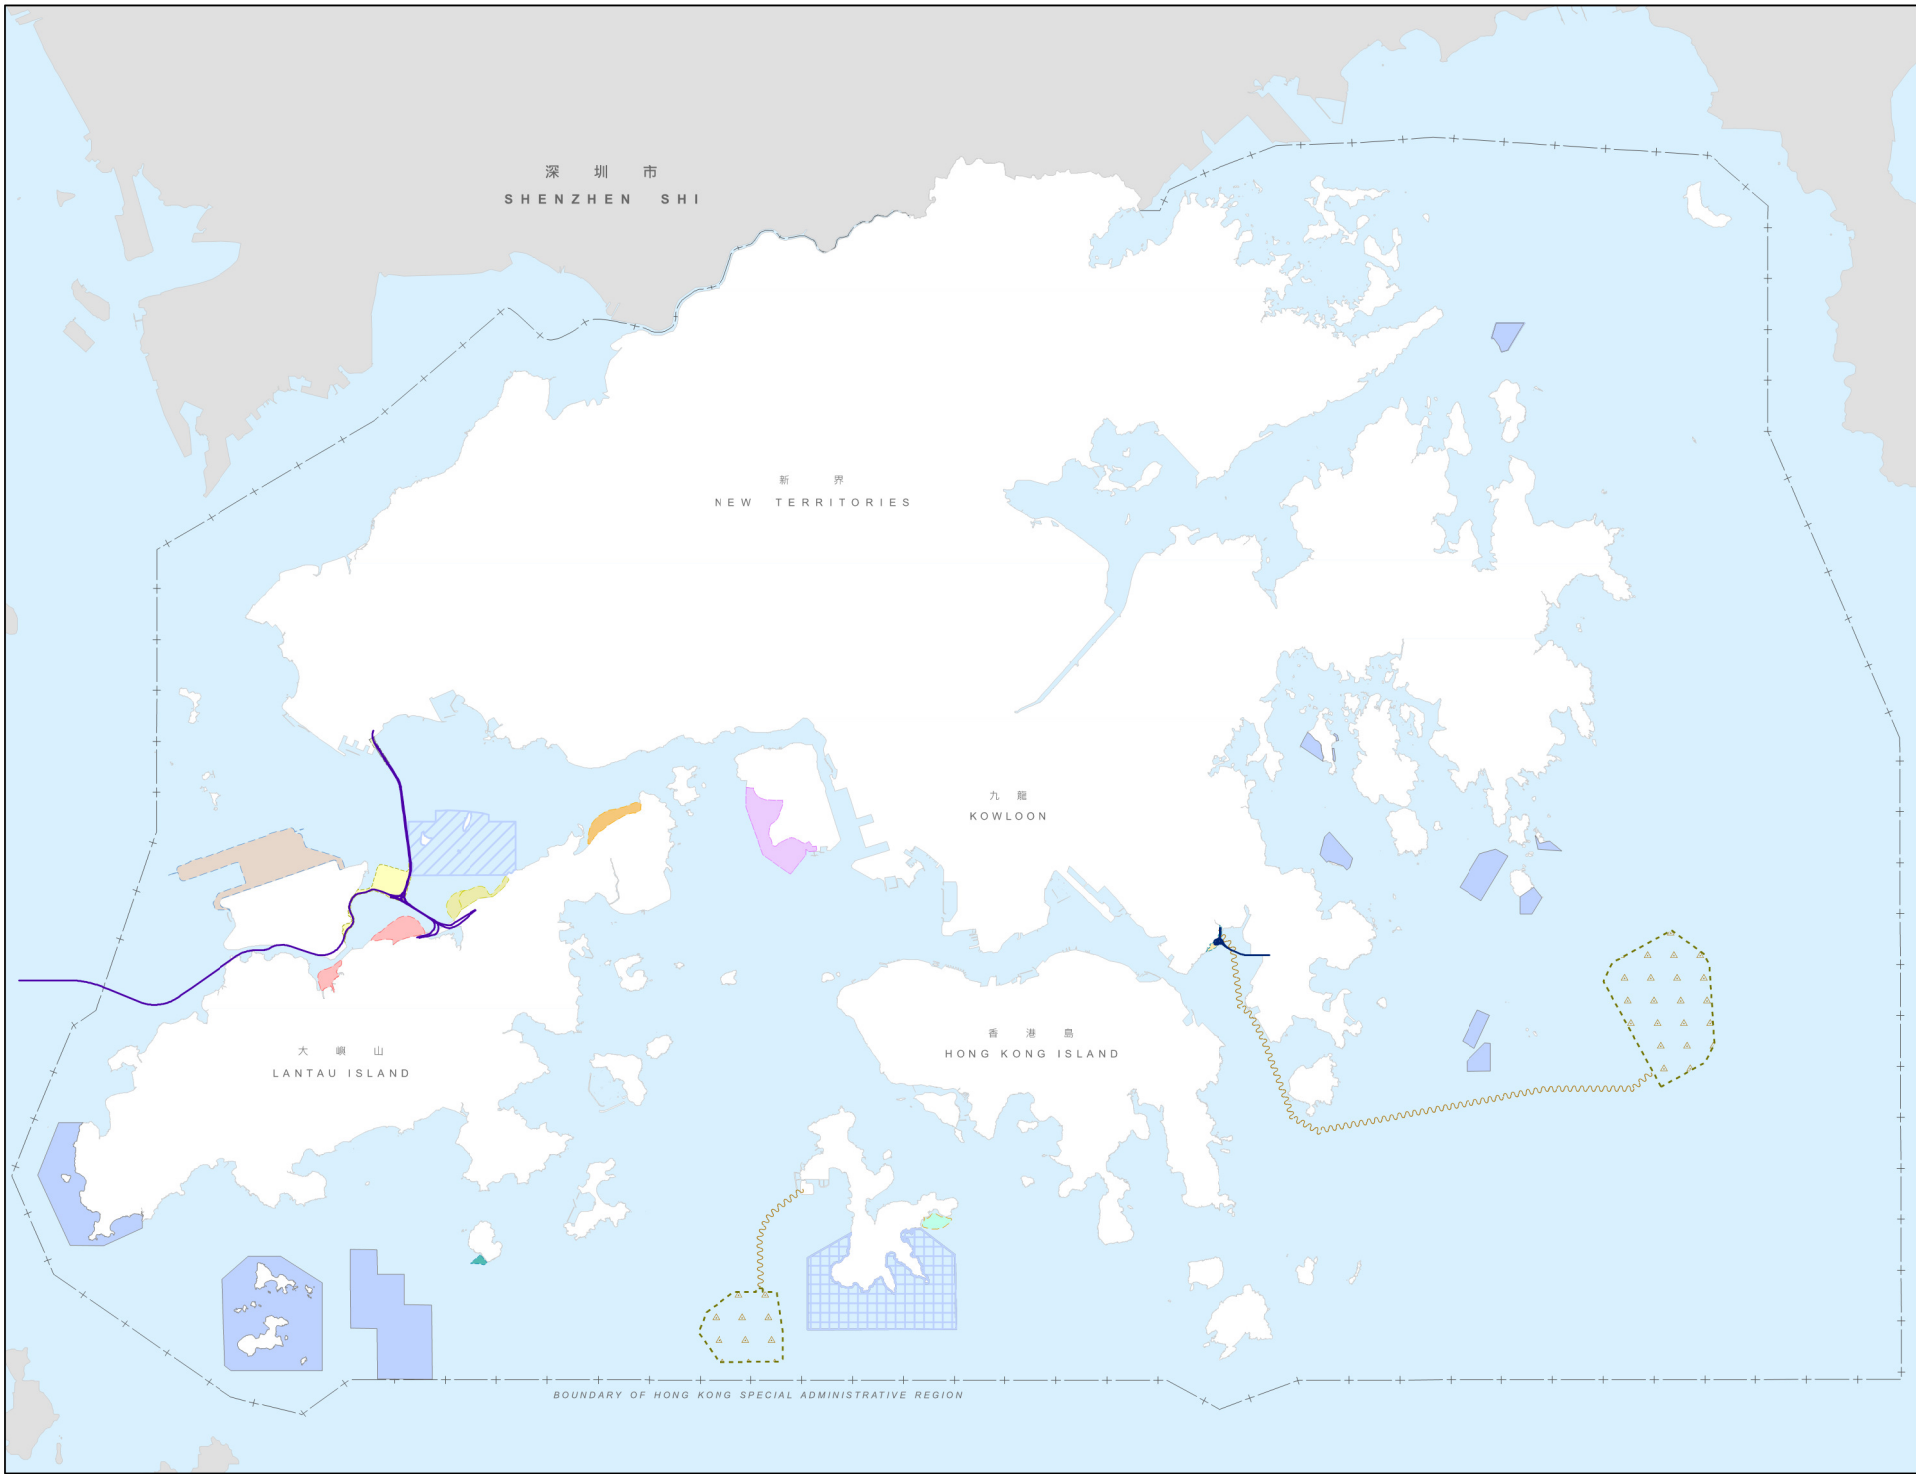 深 圳 市
SHENZHEN SHI
新 界
NEW TERRITORIES
九 龍
KOWLOON
香 港 島
HONG KONG ISLAND
大 嶼 山
LANTAU ISLAND
BOUNDARY OF HONG KONG SPECIAL ADMINISTRATIVE REGION